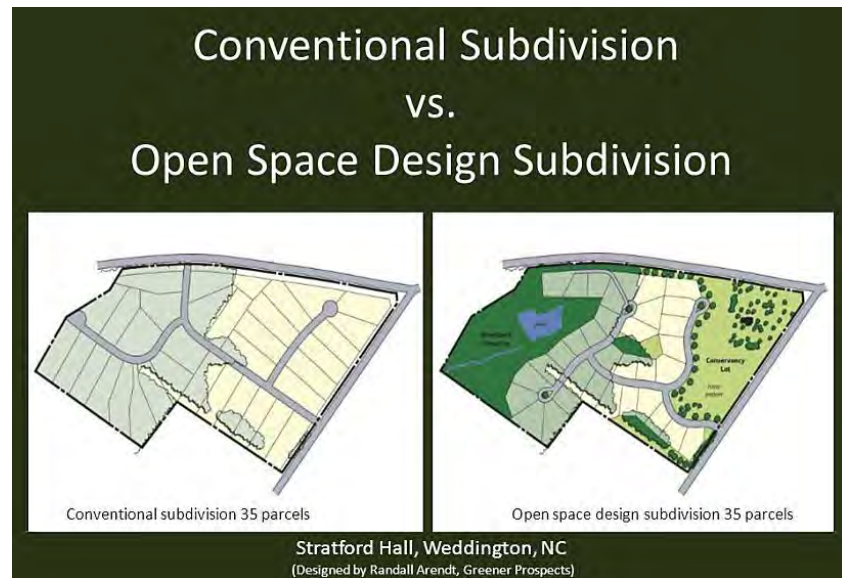 Conventional Subdivision
vs.
Open Space Design Subdivision
Conservancy
Lot
Conventional subdivision 35 parcels
Open space design subdivision 35 parcels
Stratford Hall, Weddington, NC
(Designed by Randall Arendt, Greener Prospects)